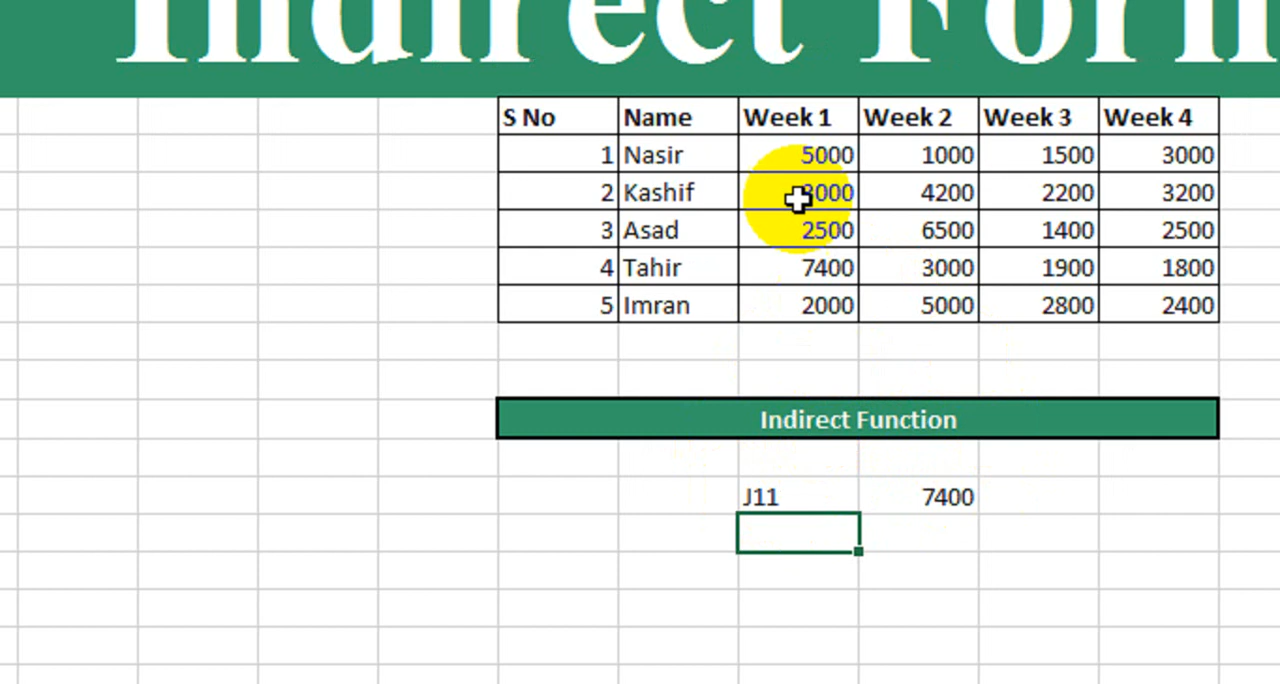 Indirect Form
S No Name Week 1 Week 2 Week 3 Week 4
1 Nasir 5000 1000 1500 3000
2 Kashif 4200 2200 3200
3 Asad 2500 6500 1400 2500
4 Tahir 7400 3000 1900 1800
5 Imran 2000 5000 2800 2400
Indirect Function
J11 7400